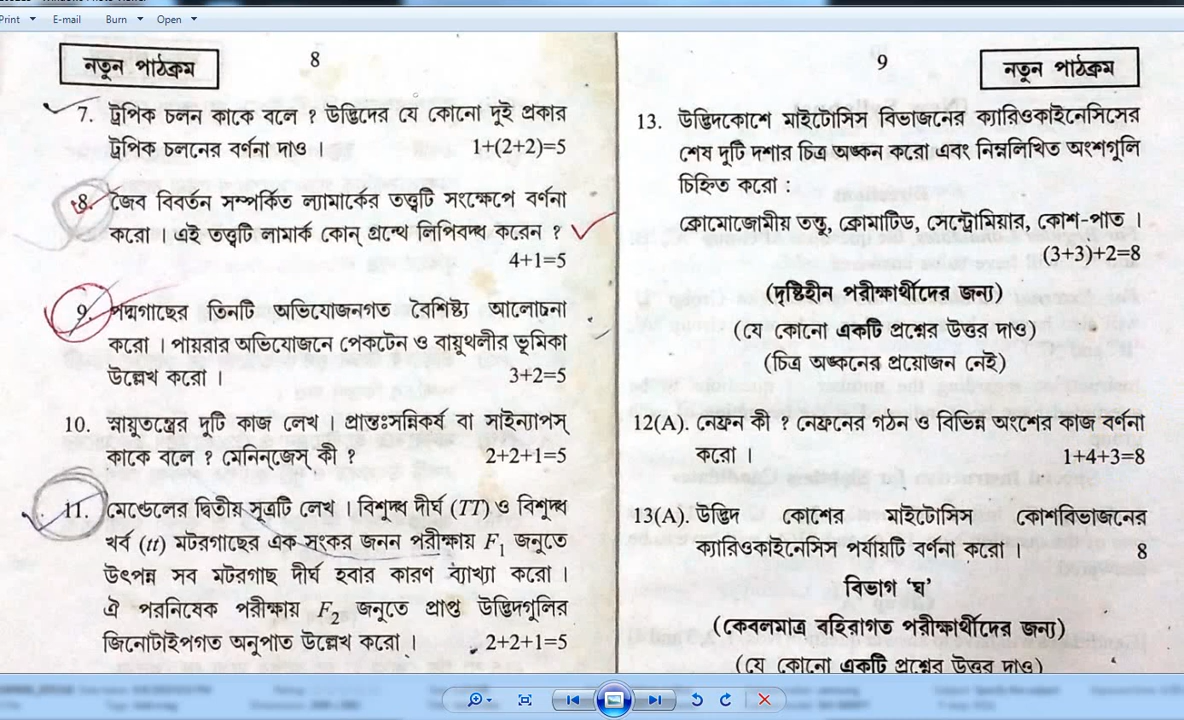 Print
E-mail
Burn
Open
নতুন পাঠক্রম
8
7. ট্রপিক চলন কাকে বলে ? উদ্ভিদের যে কোনো দুই প্রকার
ট্রপিক চলনের বর্ণনা দাও । 1+(2+2)=5
8. জৈব বিবর্তন সম্পর্কিত ল্যামার্কের তত্ত্বটি সংক্ষেপে বর্ণনা
করো । এই তত্ত্বটি লামার্ক কোন্ গ্রন্থে লিপিবদ্ধ করেন ?
4+1=5
9. পদ্মগাছের তিনটি অভিযোজনগত বৈশিষ্ট্য আলোচনা
করো । পায়রার অভিযোজনে পেকটেন ও বায়ুথলীর ভূমিকা
উল্লেখ করো । 3+2=5
10. স্নায়ুতন্ত্রের দুটি কাজ লেখ । প্রান্তঃসন্নিকর্ষ বা সাইন্যাপস্
কাকে বলে ? মেনিন্‌জেস্ কী ? 2+2+1=5
11. মেন্ডেলের দ্বিতীয় সূত্রটি লেখ । বিশুদ্ধ দীর্ঘ (TT) ও বিশুদ্ধ
খর্ব (tt) মটরগাছের এক সংকর জনন পরীক্ষায় F₁ জনুতে
উৎপন্ন সব মটরগাছ দীর্ঘ হবার কারণ ব্যাখ্যা করো ।
ঐ পরনিষেক পরীক্ষায় F₂ জনুতে প্রাপ্ত উদ্ভিদগুলির
জিনোটাইপগত অনুপাত উল্লেখ করো । 2+2+1=5
9
নতুন পাঠক্রম
13. উদ্ভিদকোশে মাইটোসিস বিভাজনের ক্যারিওকাইনেসিসের
শেষ দুটি দশার চিত্র অঙ্কন করো এবং নিম্নলিখিত অংশগুলি
চিহ্নিত করো :
ক্রোমোজোমীয় তন্তু, ক্রোমাটিড, সেন্ট্রোমিয়ার, কোশ-পাত ।
(3+3)+2=8
(দৃষ্টিহীন পরীক্ষার্থীদের জন্য)
(যে কোনো একটি প্রশ্নের উত্তর দাও)
(চিত্র অঙ্কনের প্রয়োজন নেই)
12(A). নেফ্রন কী ? নেফ্রনের গঠন ও বিভিন্ন অংশের কাজ বর্ণনা
করো । 1+4+3=8
13(A). উদ্ভিদ কোশের মাইটোসিস কোশবিভাজনের
ক্যারিওকাইনেসিস পর্যায়টি বর্ণনা করো । 8
বিভাগ ‘ঘ’
(কেবলমাত্র বহিরাগত পরীক্ষার্থীদের জন্য)
(যে কোনো একটি প্রশ্নের উত্তর দাও)